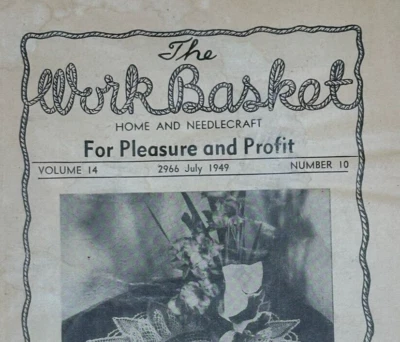 The
Work Basket
HOME AND NEEDLECRAFT
For Pleasure and Profit
VOLUME 14 2966 July 1949 NUMBER 10